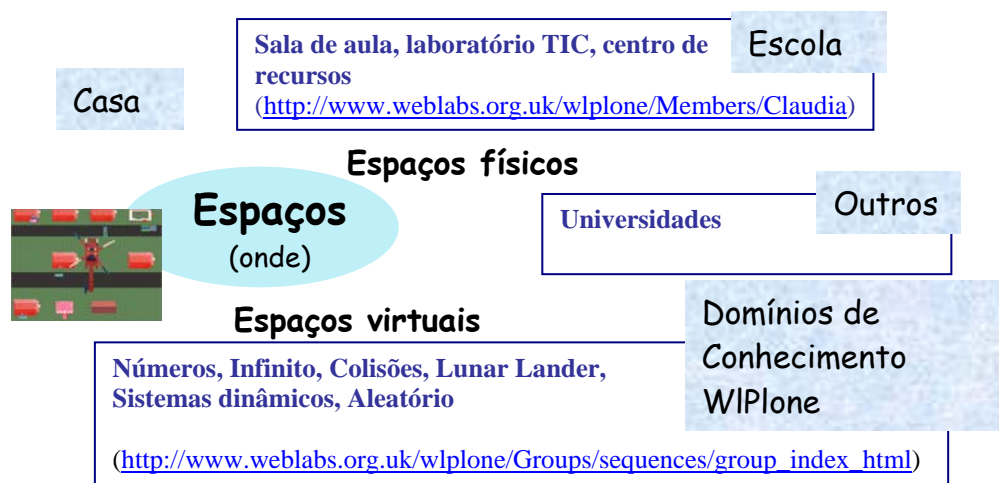 Sala de aula, laboratório TIC, centro de
recursos
(http://www.weblabs.org.uk/wlplone/Members/Claudia)
Escola
Casa
Espaços físicos
Espaços
(onde)
Universidades
Outros
Espaços virtuais
Domínios de
Conhecimento
WlPlone
Números, Infinito, Colisões, Lunar Lander,
Sistemas dinâmicos, Aleatório
(http://www.weblabs.org.uk/wlplone/Groups/sequences/group_index_html)